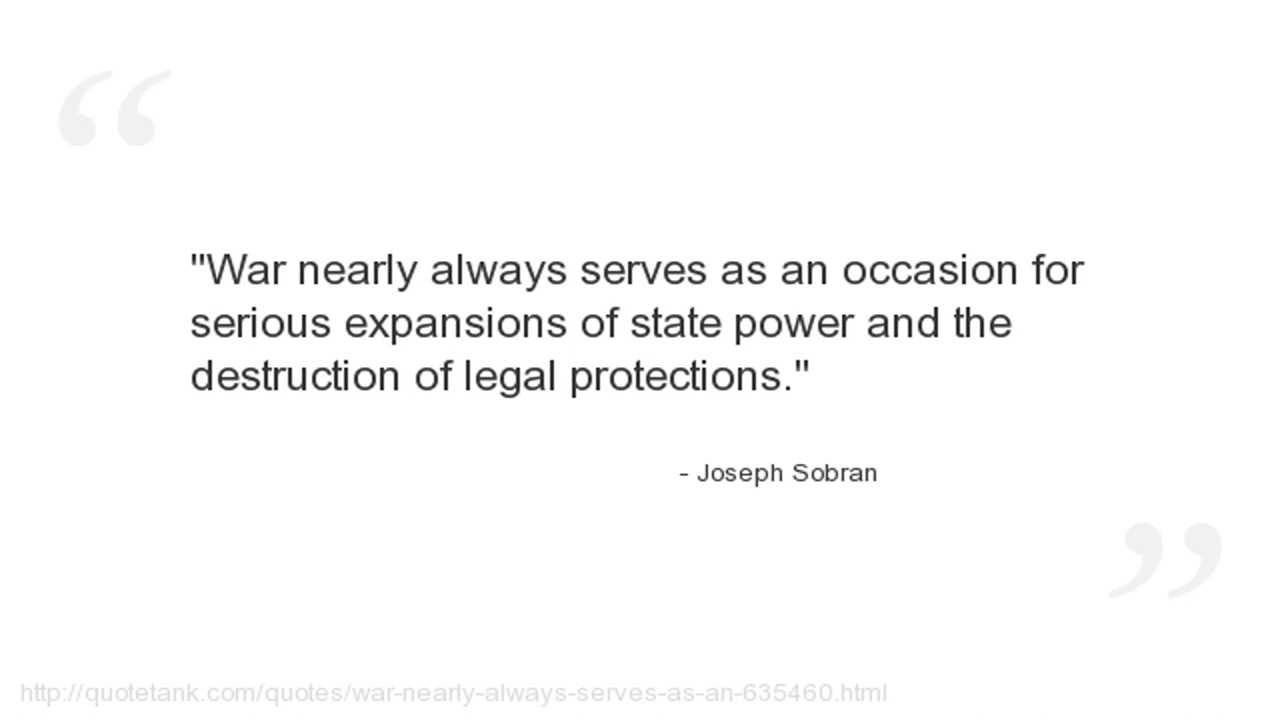 "War nearly always serves as an occasion for
serious expansions of state power and the
destruction of legal protections."
- Joseph Sobran
http://quotetank.com/quotes/war-nearly-always-serves-as-an-635460.html